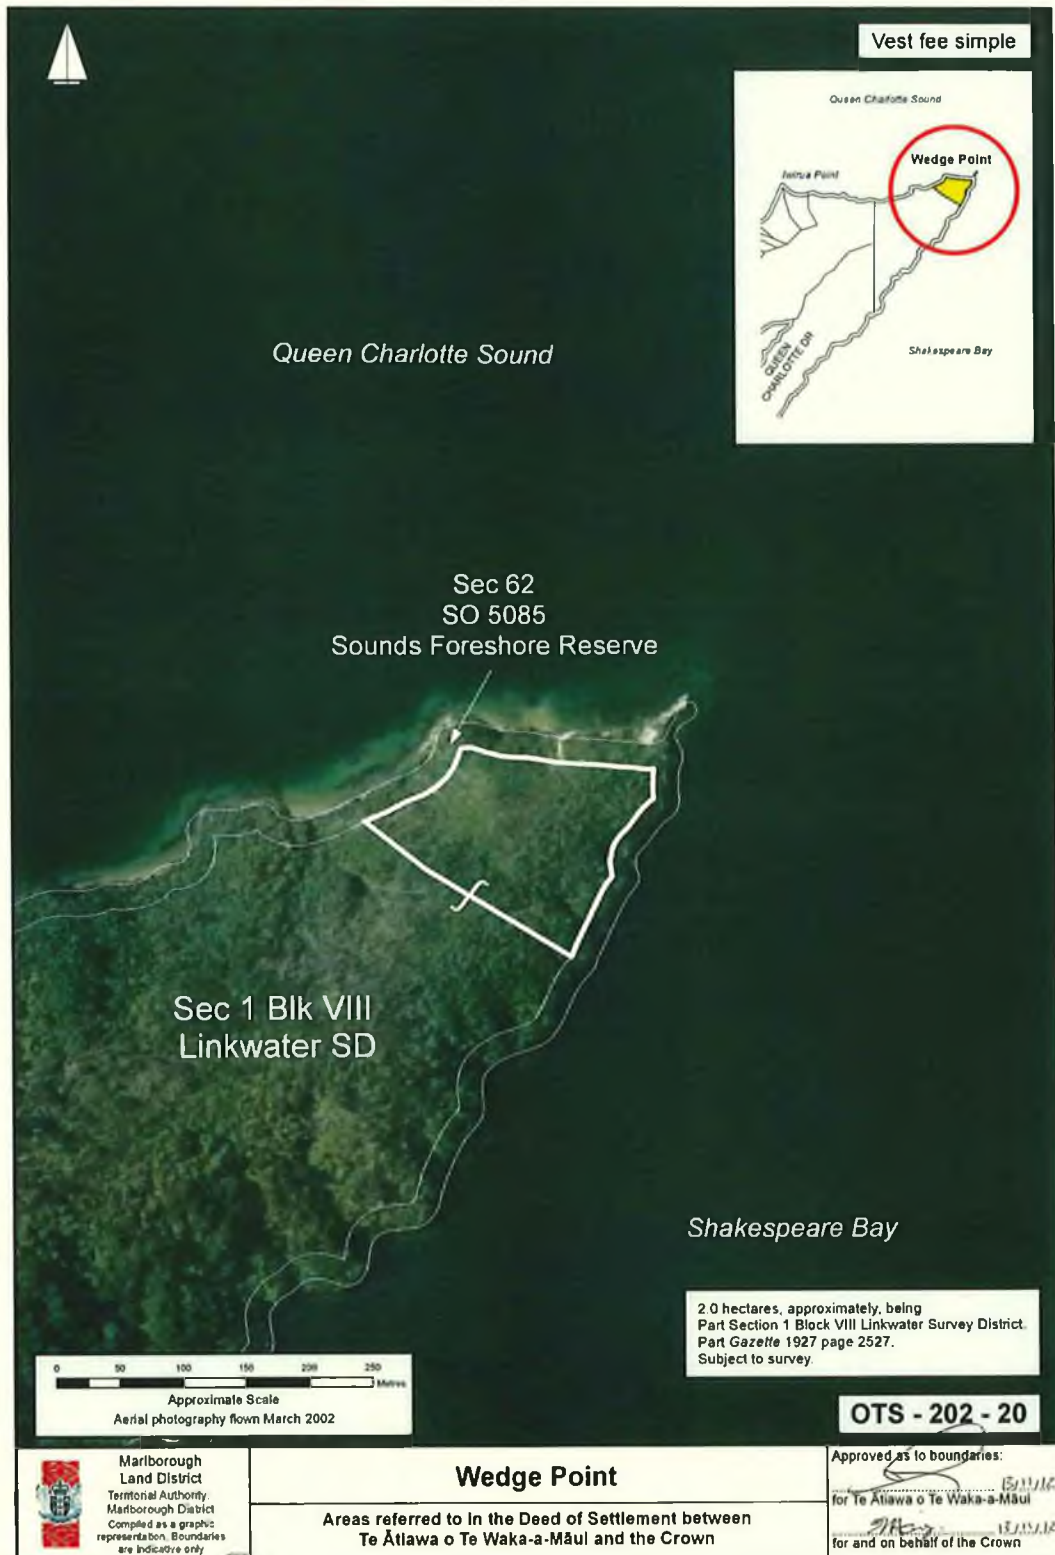 Vest fee simple
Queen Charlotte Sound
Wedge Point
Iwirua Point
QUEEN
CHARLOTTE DR
Shakespeare Bay
Queen Charlotte Sound
Sec 62
SO 5085
Sounds Foreshore Reserve
Sec 1 Blk VIII
Linkwater SD
Shakespeare Bay
2.0 hectares, approximately, being
Part Section 1 Block VIII Linkwater Survey District.
Part Gazette 1927 page 2527.
Subject to survey.
0 50 100 150 200 250
Metres
Approximate Scale
Aerial photography flown March 2002
OTS - 202 - 20
Marlborough
Land District
Territorial Authority:
Marlborough District
Compiled as a graphic
representation. Boundaries
are indicative only
Wedge Point
Areas referred to in the Deed of Settlement between
Te Ātiawa o Te Waka-a-Māui and the Crown
Approved as to boundaries:
for Te Ātiawa o Te Waka-a-Māui
for and on behalf of the Crown